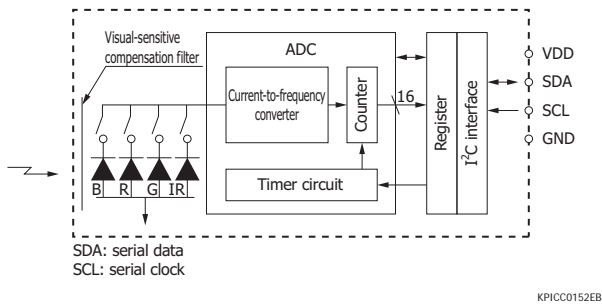 Visual-sensitive
compensation filter
ADC
Current-to-frequency
converter
Counter
16
Register
I²C interface
VDD
SDA
SCL
GND
B R G IR
Timer circuit
SDA: serial data
SCL: serial clock
KPICC0152EB